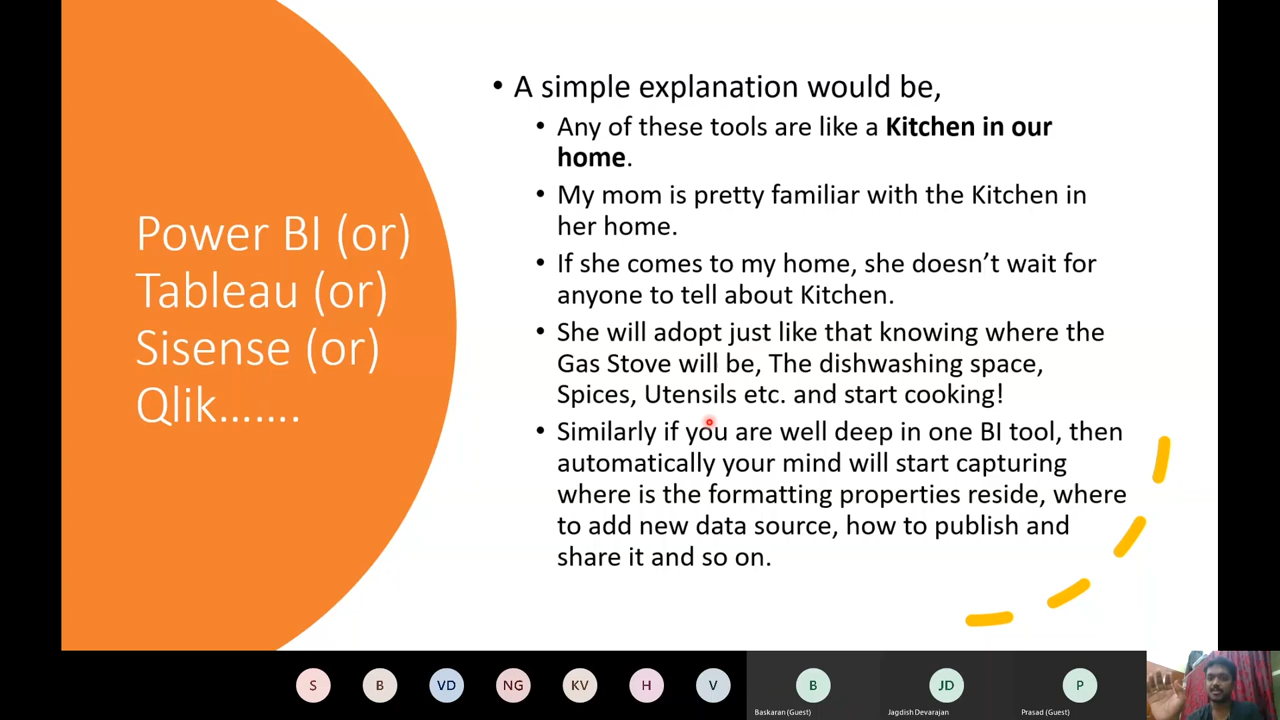 Power BI (or)
Tableau (or)
Sisense (or)
Qlik.......
• A simple explanation would be,
• Any of these tools are like a Kitchen in our
home.
• My mom is pretty familiar with the Kitchen in
her home.
• If she comes to my home, she doesn’t wait for
anyone to tell about Kitchen.
• She will adopt just like that knowing where the
Gas Stove will be, The dishwashing space,
Spices, Utensils etc. and start cooking!
• Similarly if you are well deep in one BI tool, then
automatically your mind will start capturing
where is the formatting properties reside, where
to add new data source, how to publish and
share it and so on.
S B VD NG KV H V B JD P
Baskaran (Guest) Jagdish Devarajan Prasad (Guest)